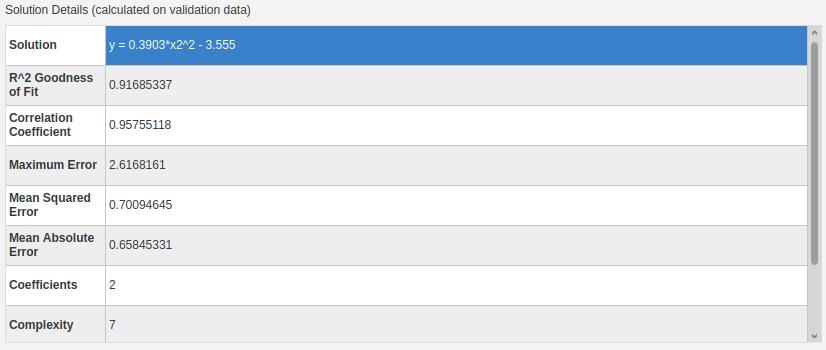 Solution Details (calculated on validation data)
Solution y = 0.3903*x2^2 - 3.555
R^2 Goodness
of Fit 0.91685337
Correlation
Coefficient 0.95755118
Maximum Error 2.6168161
Mean Squared
Error 0.70094645
Mean Absolute
Error 0.65845331
Coefficients 2
Complexity 7